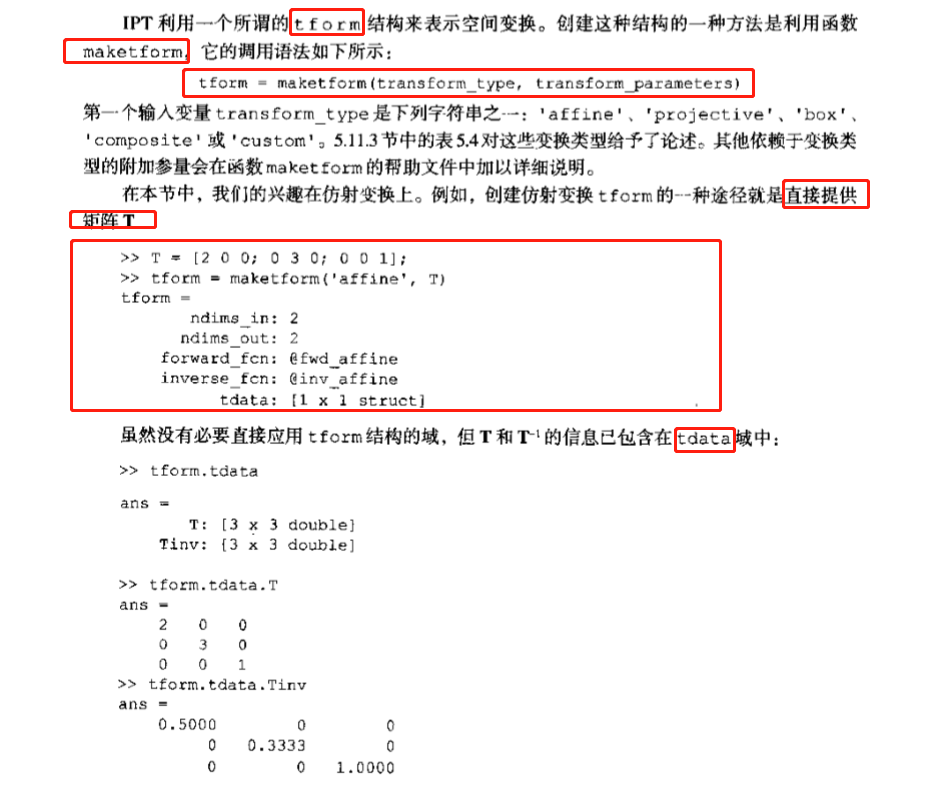 IPT 利用一个所谓的 tform 结构来表示空间变换。创建这种结构的一种方法是利用函数
maketform，它的调用语法如下所示：
tform = maketform(transform_type, transform_parameters)
第一个输入变量 transform_type 是下列字符串之一：'affine'、'projective'、'box'、
'composite' 或 'custom'。5.11.3 节中的表 5.4 对这些变换类型给予了论述。其他依赖于变换类
型的附加参量会在函数 maketform 的帮助文件中加以详细说明。
在本节中，我们的兴趣在仿射变换上。例如，创建仿射变换 tform 的一种途径就是直接提供
矩阵 T
>> T = [2 0 0; 0 3 0; 0 0 1];
>> tform = maketform('affine', T)
tform =
ndims_in: 2
ndims_out: 2
forward_fcn: @fwd_affine
inverse_fcn: @inv_affine
tdata: [1 x 1 struct]
虽然没有必要直接应用 tform 结构的域，但 T 和 T⁻¹ 的信息已包含在 tdata 域中：
>> tform.tdata
ans =
T: [3 x 3 double]
Tinv: [3 x 3 double]
>> tform.tdata.T
ans =
2 0 0
0 3 0
0 0 1
>> tform.tdata.Tinv
ans =
0.5000 0 0
0 0.3333 0
0 0 1.0000